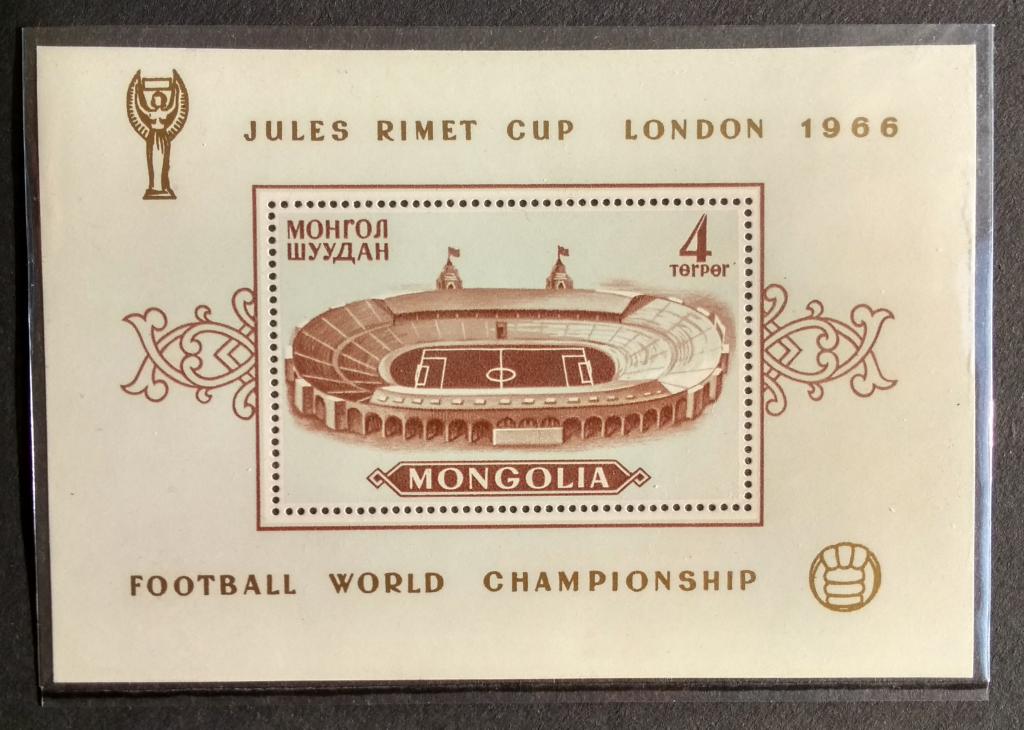 JULES RIMET CUP LONDON 1966
МОНГОЛ
ШУУДАН
4
төгрөг
MONGOLIA
FOOTBALL WORLD CHAMPIONSHIP